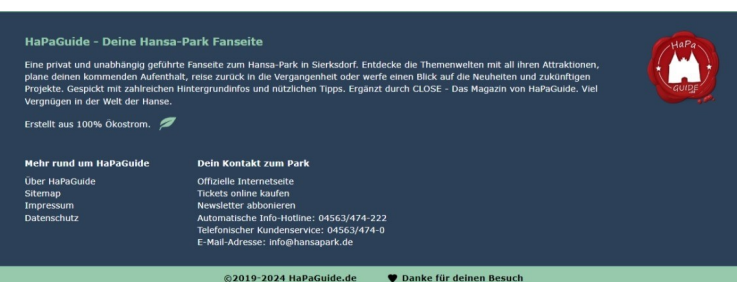 HaPaGuide - Deine Hansa-Park Fanseite
Eine privat und unabhängig geführte Fanseite zum Hansa-Park in Sierksdorf. Entdecke die Themenwelten mit all ihren Attraktionen,
plane deinen kommenden Aufenthalt, reise zurück in die Vergangenheit oder werfe einen Blick auf die Neuheiten und zukünftigen
Projekte. Gespickt mit zahlreichen Hintergrundinfos und nützlichen Tipps. Ergänzt durch CLOSE - Das Magazin von HaPaGuide. Viel
Vergnügen in der Welt der Hanse.
HaPa
GUIDE
Erstellt aus 100% Ökostrom.
Mehr rund um HaPaGuide
Über HaPaGuide
Sitemap
Impressum
Datenschutz
Dein Kontakt zum Park
Offizielle Internetseite
Tickets online kaufen
Newsletter abbonieren
Automatische Info-Hotline: 04563/474-222
Telefonischer Kundenservice: 04563/474-0
E-Mail-Adresse: info@hansapark.de
©2019-2024 HaPaGuide.de
Danke für deinen Besuch